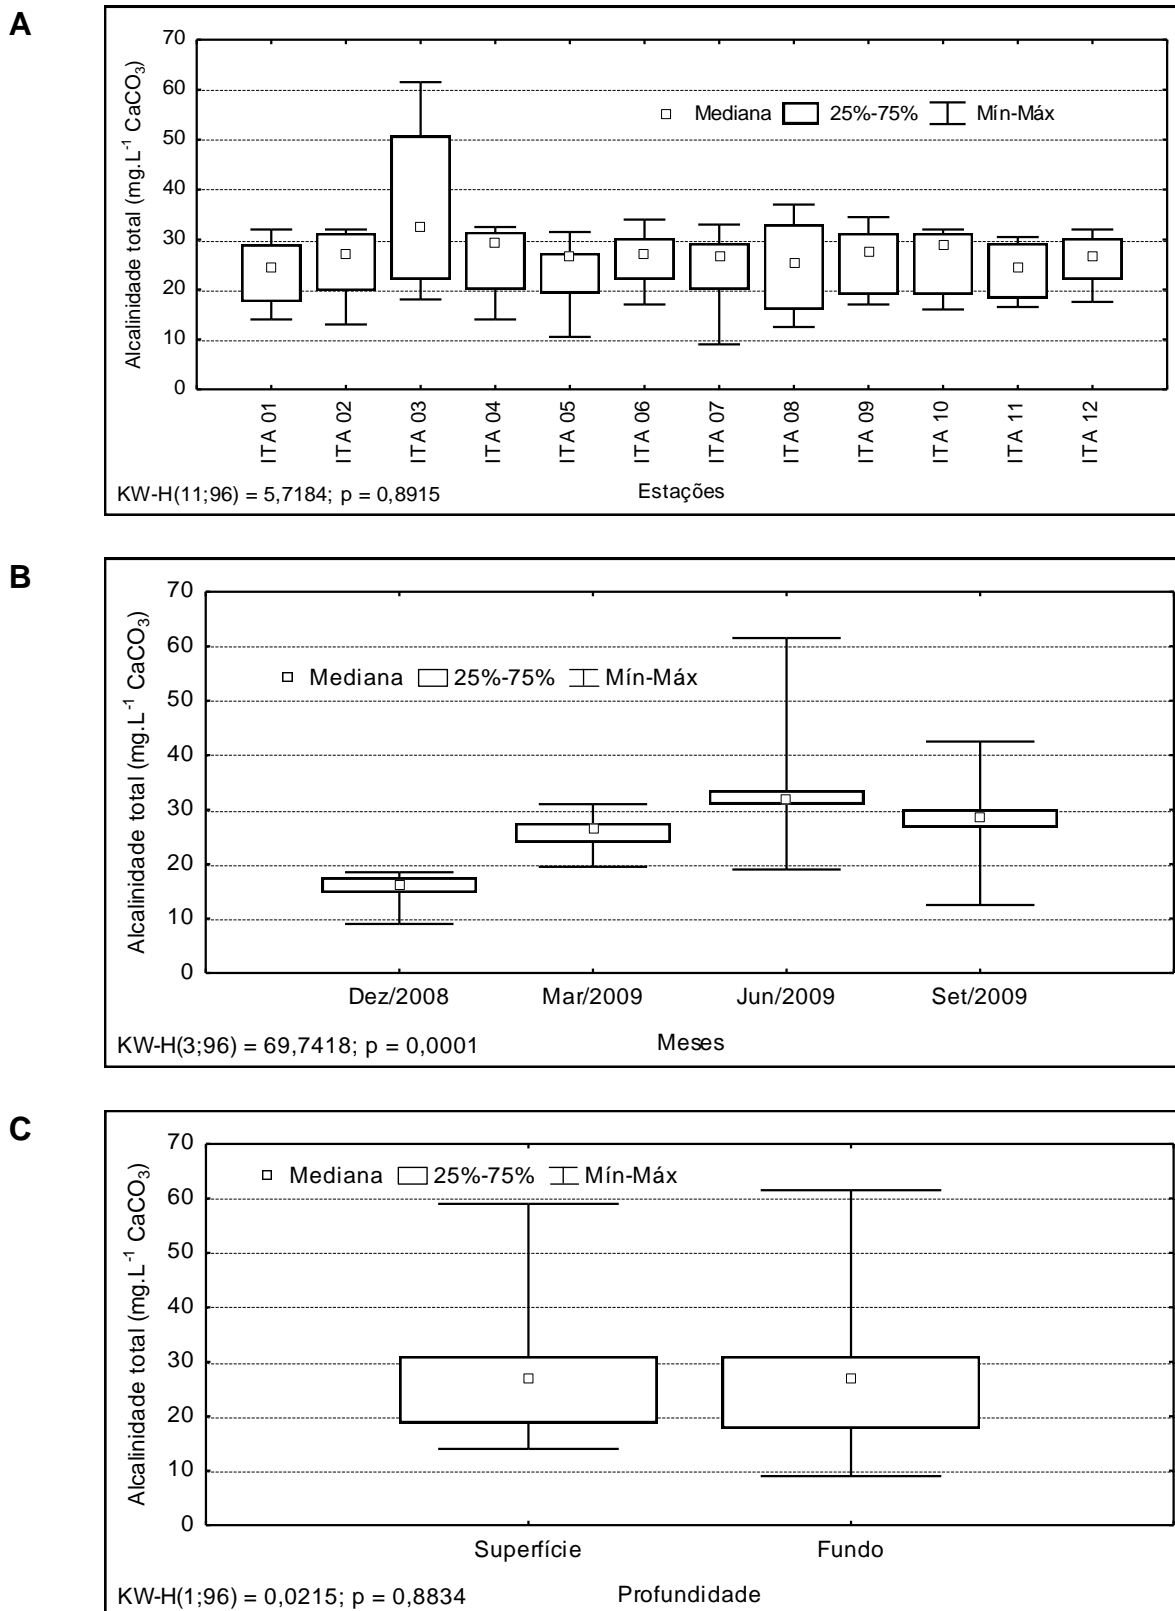 A
Alcalinidade total (mg.L⁻¹ CaCO₃)
70
60
50
40
30
20
10
0
Mediana 25%-75% Mín-Máx
ITA 01 ITA 02 ITA 03 ITA 04 ITA 05 ITA 06 ITA 07 ITA 08 ITA 09 ITA 10 ITA 11 ITA 12
KW-H(11;96) = 5,7184; p = 0,8915 Estações
B
Alcalinidade total (mg.L⁻¹ CaCO₃)
70
60
50
40
30
20
10
0
Mediana 25%-75% Mín-Máx
Dez/2008 Mar/2009 Jun/2009 Set/2009
KW-H(3;96) = 69,7418; p = 0,0001 Meses
C
Alcalinidade total (mg.L⁻¹ CaCO₃)
70
60
50
40
30
20
10
0
Mediana 25%-75% Mín-Máx
Superfície Fundo
KW-H(1;96) = 0,0215; p = 0,8834 Profundidade